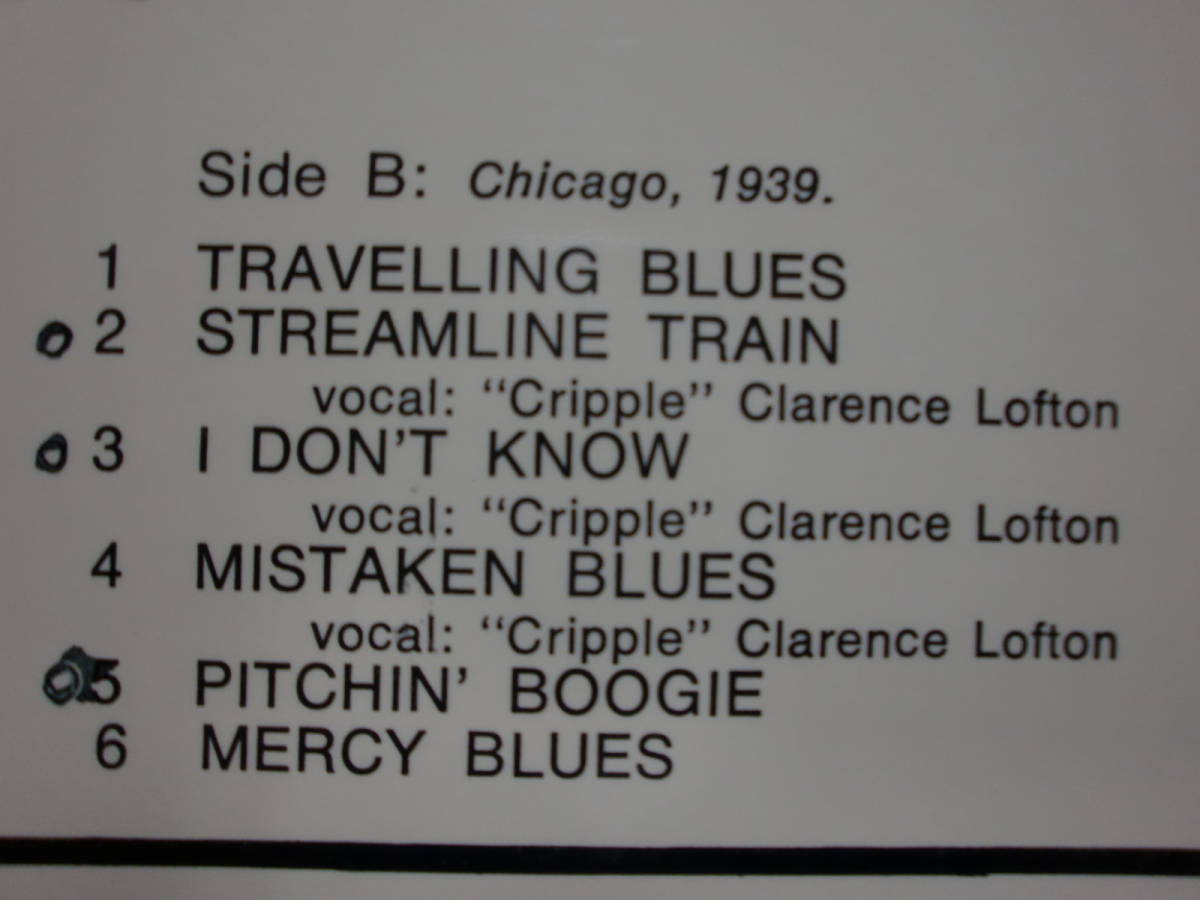 Side B: Chicago, 1939.
1 TRAVELLING BLUES
2 STREAMLINE TRAIN
vocal: “Cripple” Clarence Lofton
3 I DON'T KNOW
vocal: “Cripple” Clarence Lofton
4 MISTAKEN BLUES
vocal: “Cripple” Clarence Lofton
5 PITCHIN' BOOGIE
6 MERCY BLUES